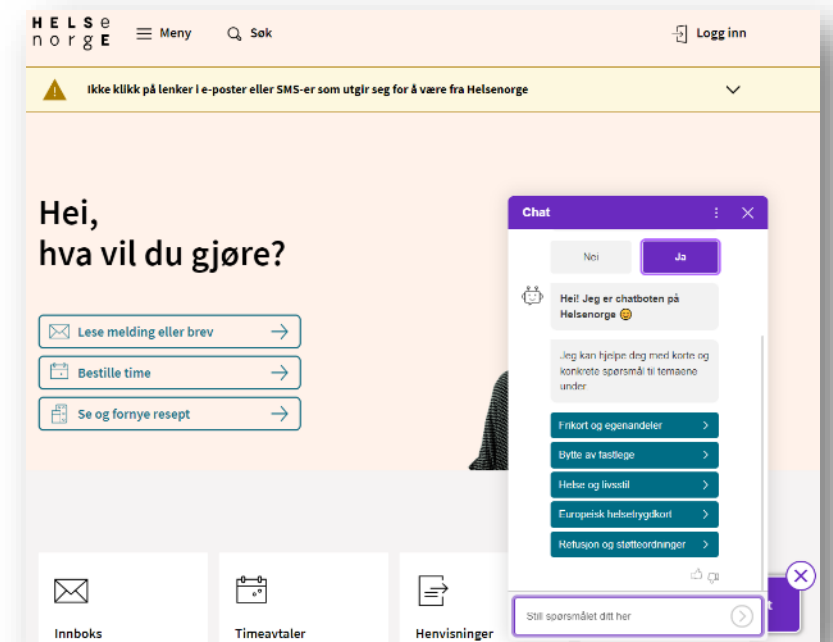 HELSe
norgE
Meny
Søk
Logg inn
Ikke klikk på lenker i e-poster eller SMS-er som utgir seg for å være fra Helsenorge
Hei,
hva vil du gjøre?
Lese melding eller brev
Bestille time
Se og fornye resept
Innboks
Timeavtaler
Henvisninger
Chat
Nei
Ja
Hei! Jeg er chatboten på
Helsenorge
Jeg kan hjelpe deg med korte og
konkrete spørsmål til temaene
under
Frikort og egenandeler
Bytte av fastlege
Helse og livsstil
Europeisk helsetrygdkort
Refusjon og støtteordninger
Still spørsmålet ditt her
t